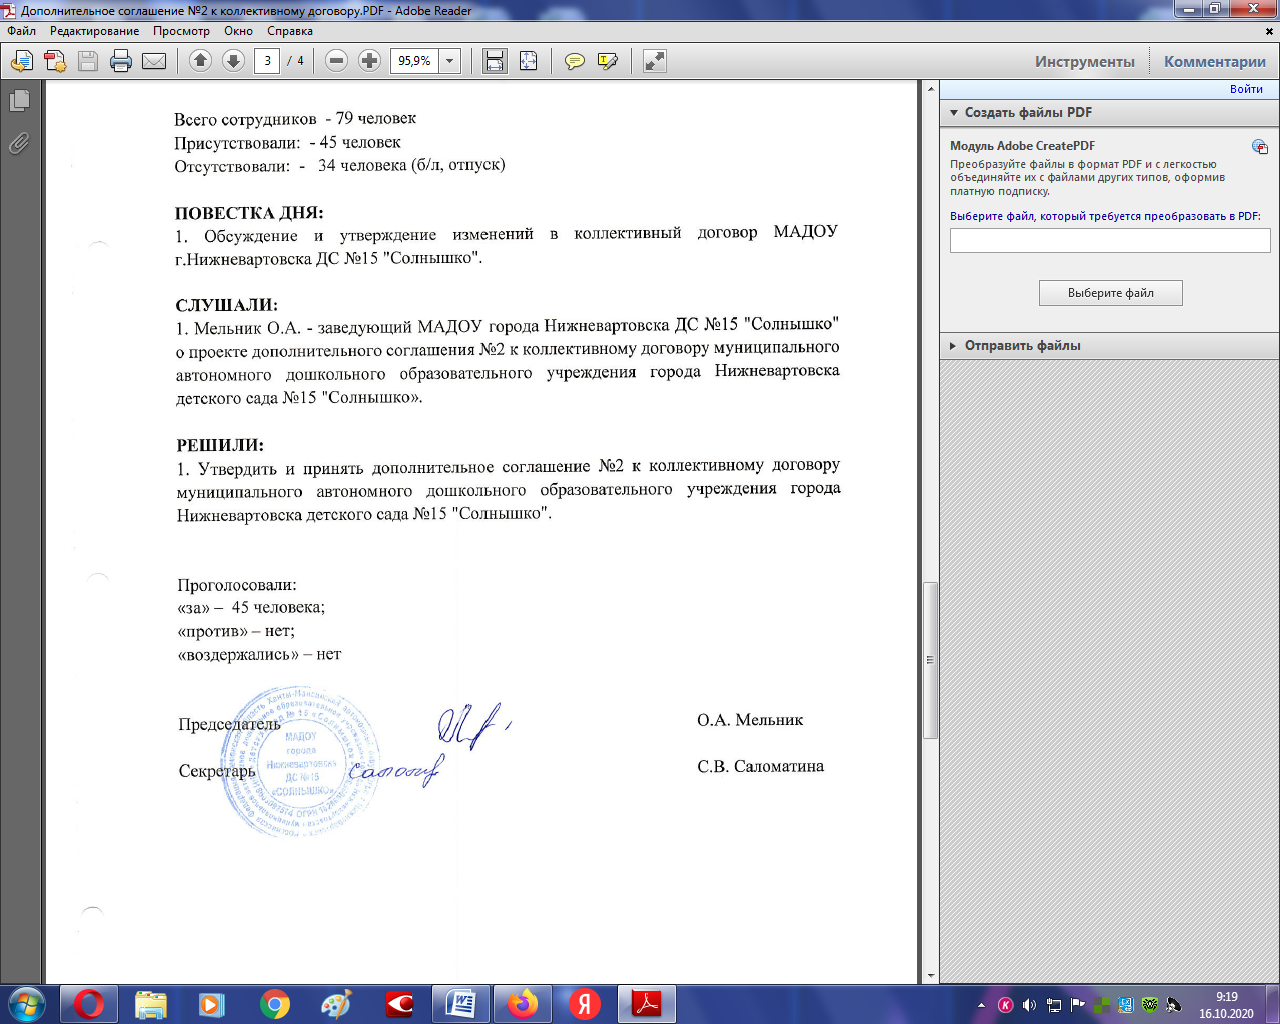 Дополнительное соглашение №2 к коллективному договору.PDF - Adobe Reader
Файл Редактирование Просмотр Окно Справка
3 / 4 95,9% Инструменты Комментарии
Войти
Создать файлы PDF
Модуль Adobe CreatePDF
Преобразуйте файлы в формат PDF и с легкостью
объединяйте их с файлами других типов, оформив
платную подписку.
Выберите файл, который требуется преобразовать в PDF:
Выберите файл
Отправить файлы
Всего сотрудников - 79 человек
Присутствовали: - 45 человек
Отсутствовали: - 34 человека (б/л, отпуск)
ПОВЕСТКА ДНЯ:
1. Обсуждение и утверждение изменений в коллективный договор МАДОУ
г.Нижневартовска ДС №15 "Солнышко".
СЛУШАЛИ:
1. Мельник О.А. - заведующий МАДОУ города Нижневартовска ДС №15 "Солнышко"
о проекте дополнительного соглашения №2 к коллективному договору муниципального
автономного дошкольного образовательного учреждения города Нижневартовска
детского сада №15 "Солнышко».
РЕШИЛИ:
1. Утвердить и принять дополнительное соглашение №2 к коллективному договору
муниципального автономного дошкольного образовательного учреждения города
Нижневартовска детского сада №15 "Солнышко".
Проголосовали:
«за» – 45 человека;
«против» – нет;
«воздержались» – нет
Председатель О.А. Мельник
Секретарь С.В. Саломатина
МАДОУ
города
Нижневартовска
ДС №15
«СОЛНЫШКО»
9:19
16.10.2020